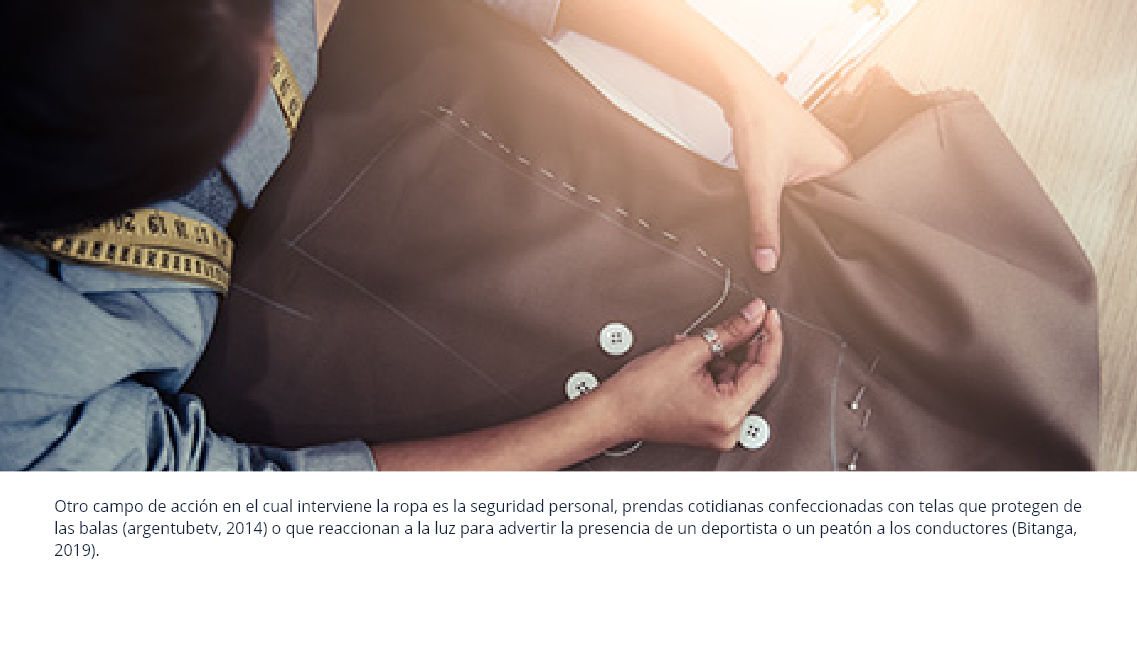 Otro campo de acción en el cual interviene la ropa es la seguridad personal, prendas cotidianas confeccionadas con telas que protegen de
las balas (argentubetv, 2014) o que reaccionan a la luz para advertir la presencia de un deportista o un peatón a los conductores (Bitanga,
2019).